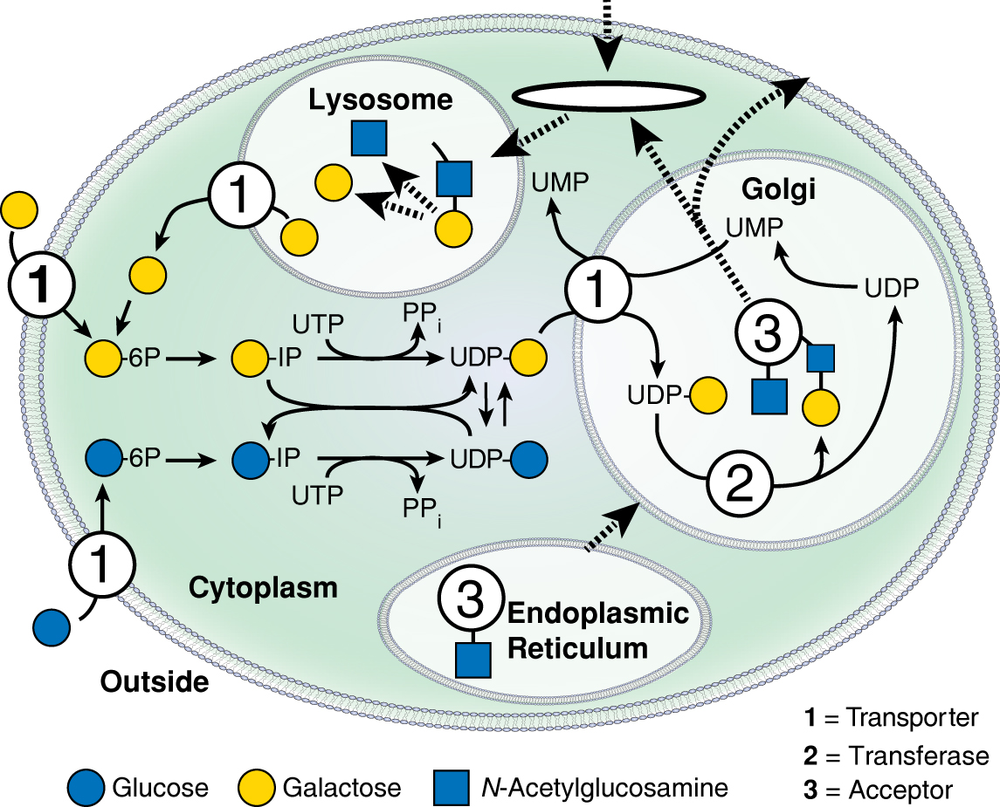 Lysosome
1
UMP
Golgi
UMP
1
1
1
UDP
3
UTP
PPi
-6P
-IP
UDP-
UDP-
-6P
-IP
UDP-
UTP
PPi
2
1
Cytoplasm
3
Endoplasmic
Reticulum
Outside
1 = Transporter
2 = Transferase
3 = Acceptor
Glucose
Galactose
N-Acetylglucosamine